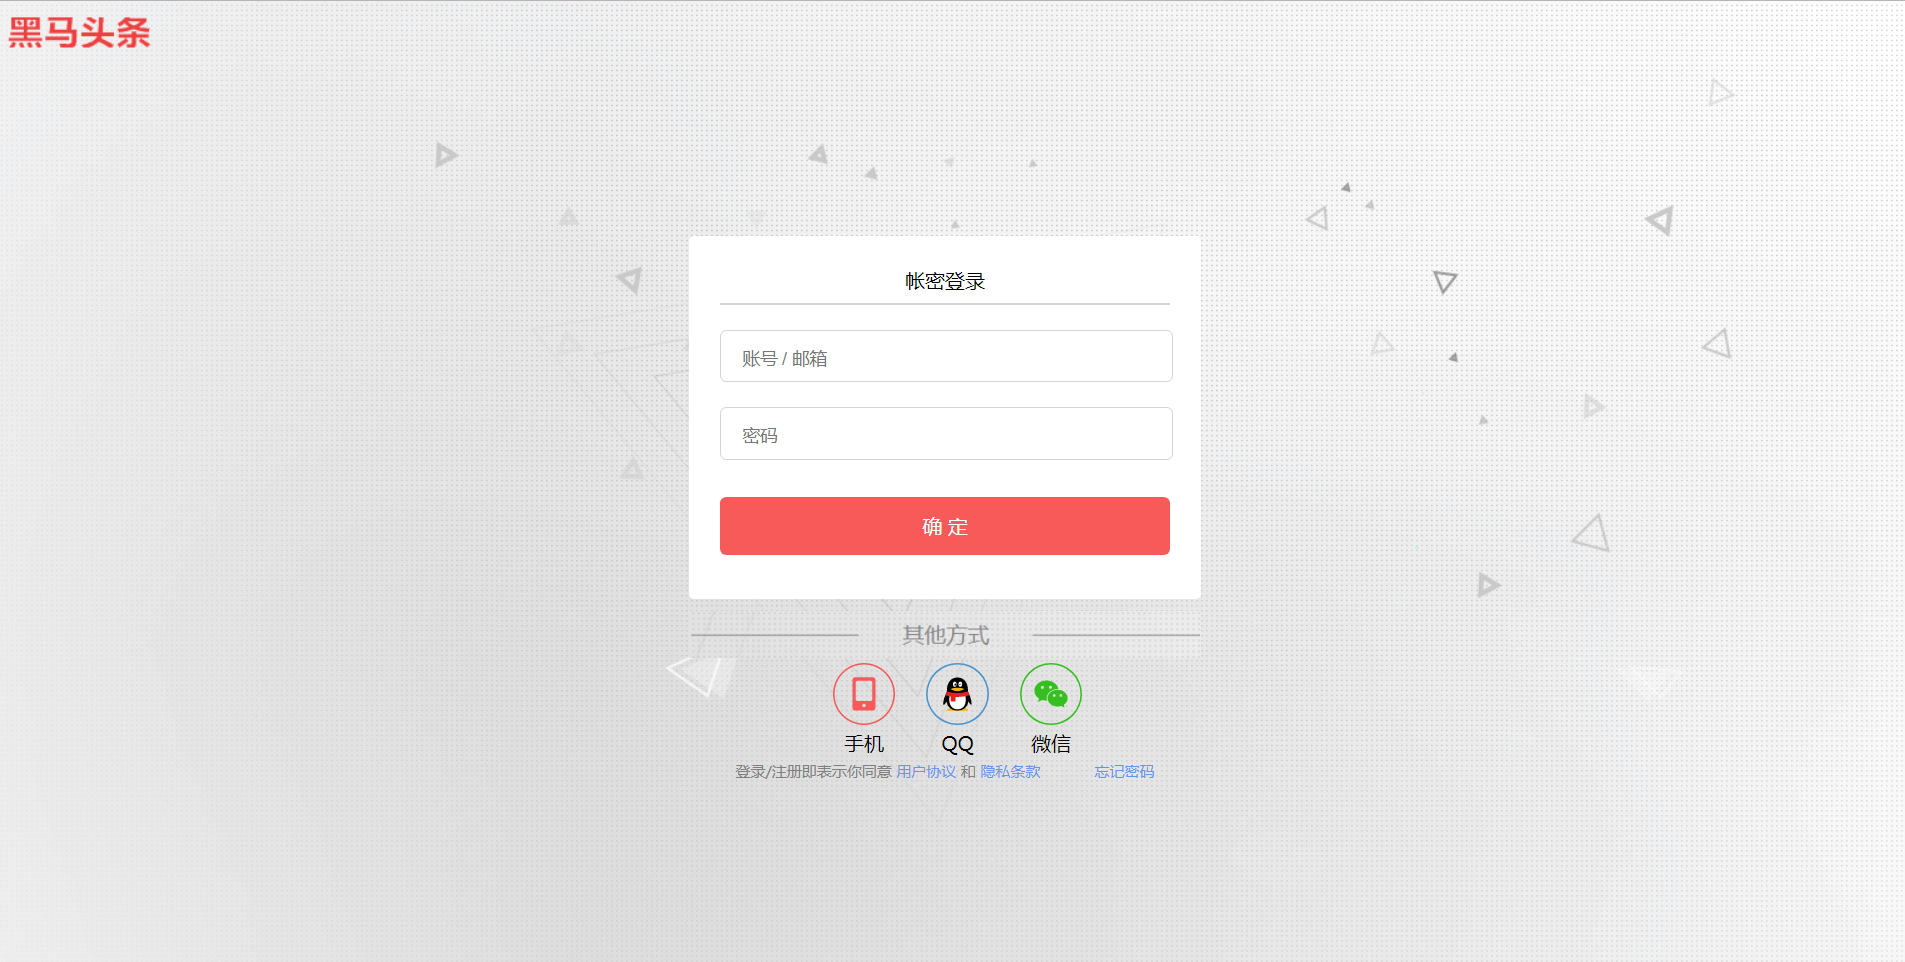 黑马头条
帐密登录
账号 / 邮箱
密码
确 定
其他方式
手机 QQ 微信
登录/注册即表示你同意 用户协议 和 隐私条款 忘记密码